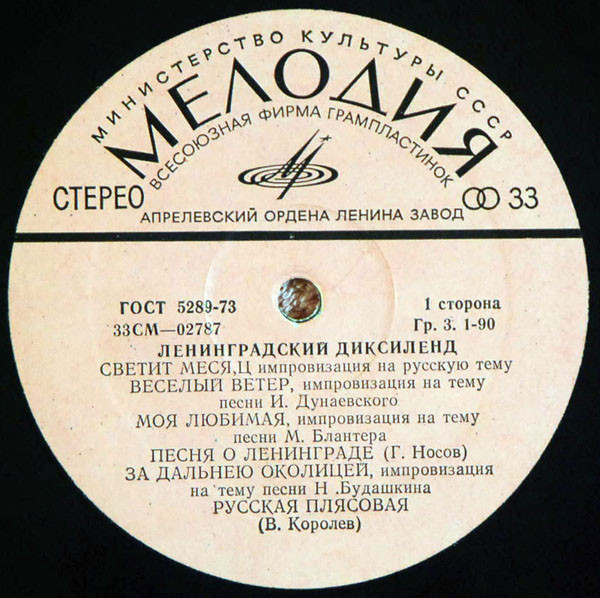 МИНИСТЕРСТВО КУЛЬТУРЫ СССР
МЕЛОДИЯ
ВСЕСОЮЗНАЯ ФИРМА ГРАМПЛАСТИНОК
СТЕРЕО
33
АПРЕЛЕВСКИЙ ОРДЕНА ЛЕНИНА ЗАВОД
ГОСТ 5289-73
1 сторона
33СМ—02787
Гр. 3. 1-90
ЛЕНИНГРАДСКИЙ ДИКСИЛЕНД
СВЕТИТ МЕСЯ,Ц импровизация на русскую тему
ВЕСЕЛЫЙ ВЕТЕР, импровизация на тему
песни И. Дунаевского
МОЯ ЛЮБИМАЯ, импровизация на тему
песни М. Блантера
ПЕСНЯ О ЛЕНИНГРАДЕ (Г. Носов)
ЗА ДАЛЬНЕЮ ОКОЛИЦЕЙ, импровизация
на тему песни Н .Будашкина
РУССКАЯ ПЛЯСОВАЯ
(В. Королев)